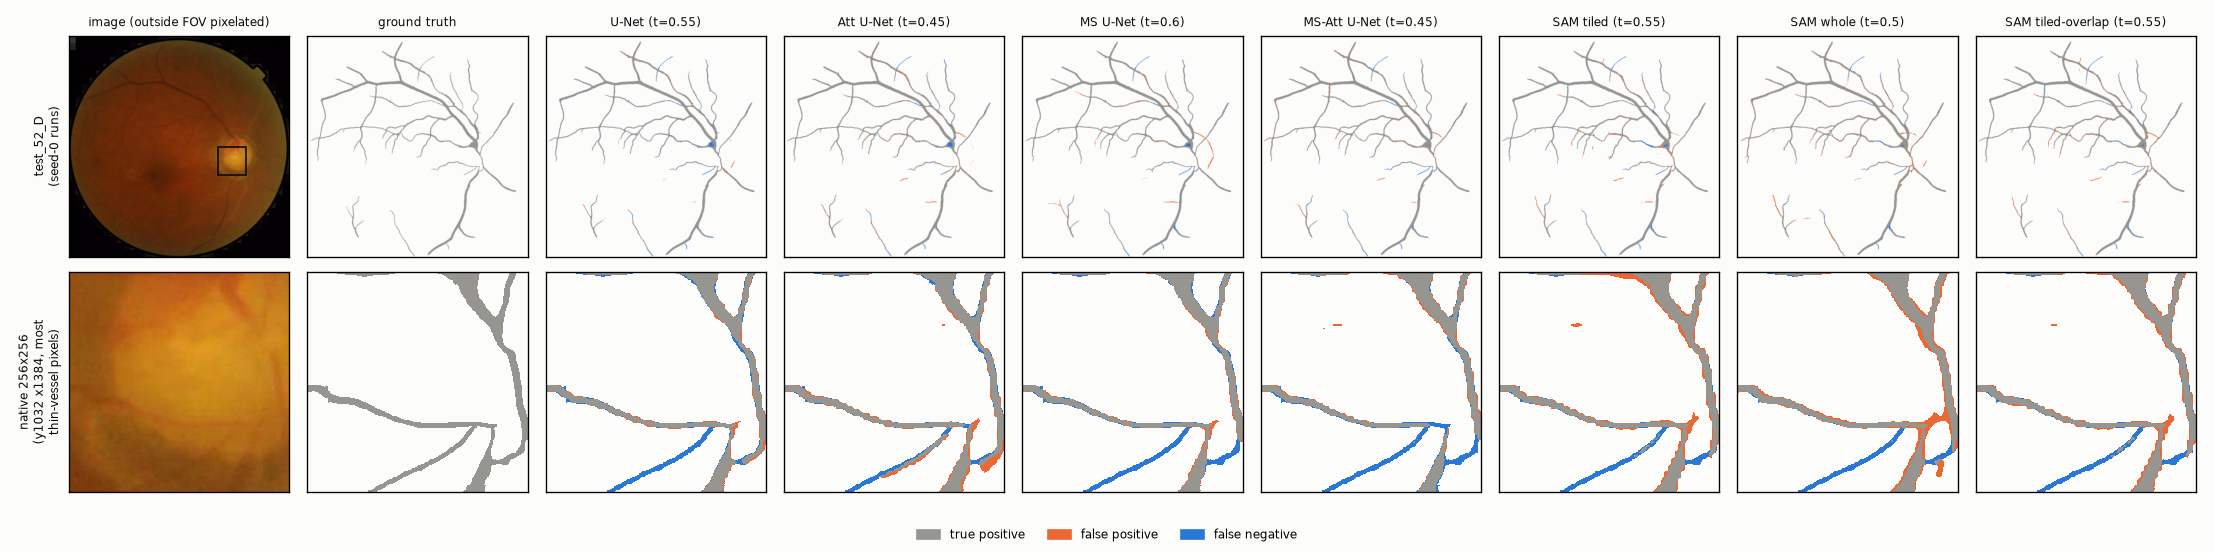 image (outside FOV pixelated)
ground truth
U-Net (t=0.55)
Att U-Net (t=0.45)
MS U-Net (t=0.6)
MS-Att U-Net (t=0.45)
SAM tiled (t=0.55)
SAM whole (t=0.5)
SAM tiled-overlap (t=0.55)
test_52_D
(seed-0 runs)
native 256x256
(y1032 x1384, most
thin-vessel pixels)
true positive
false positive
false negative